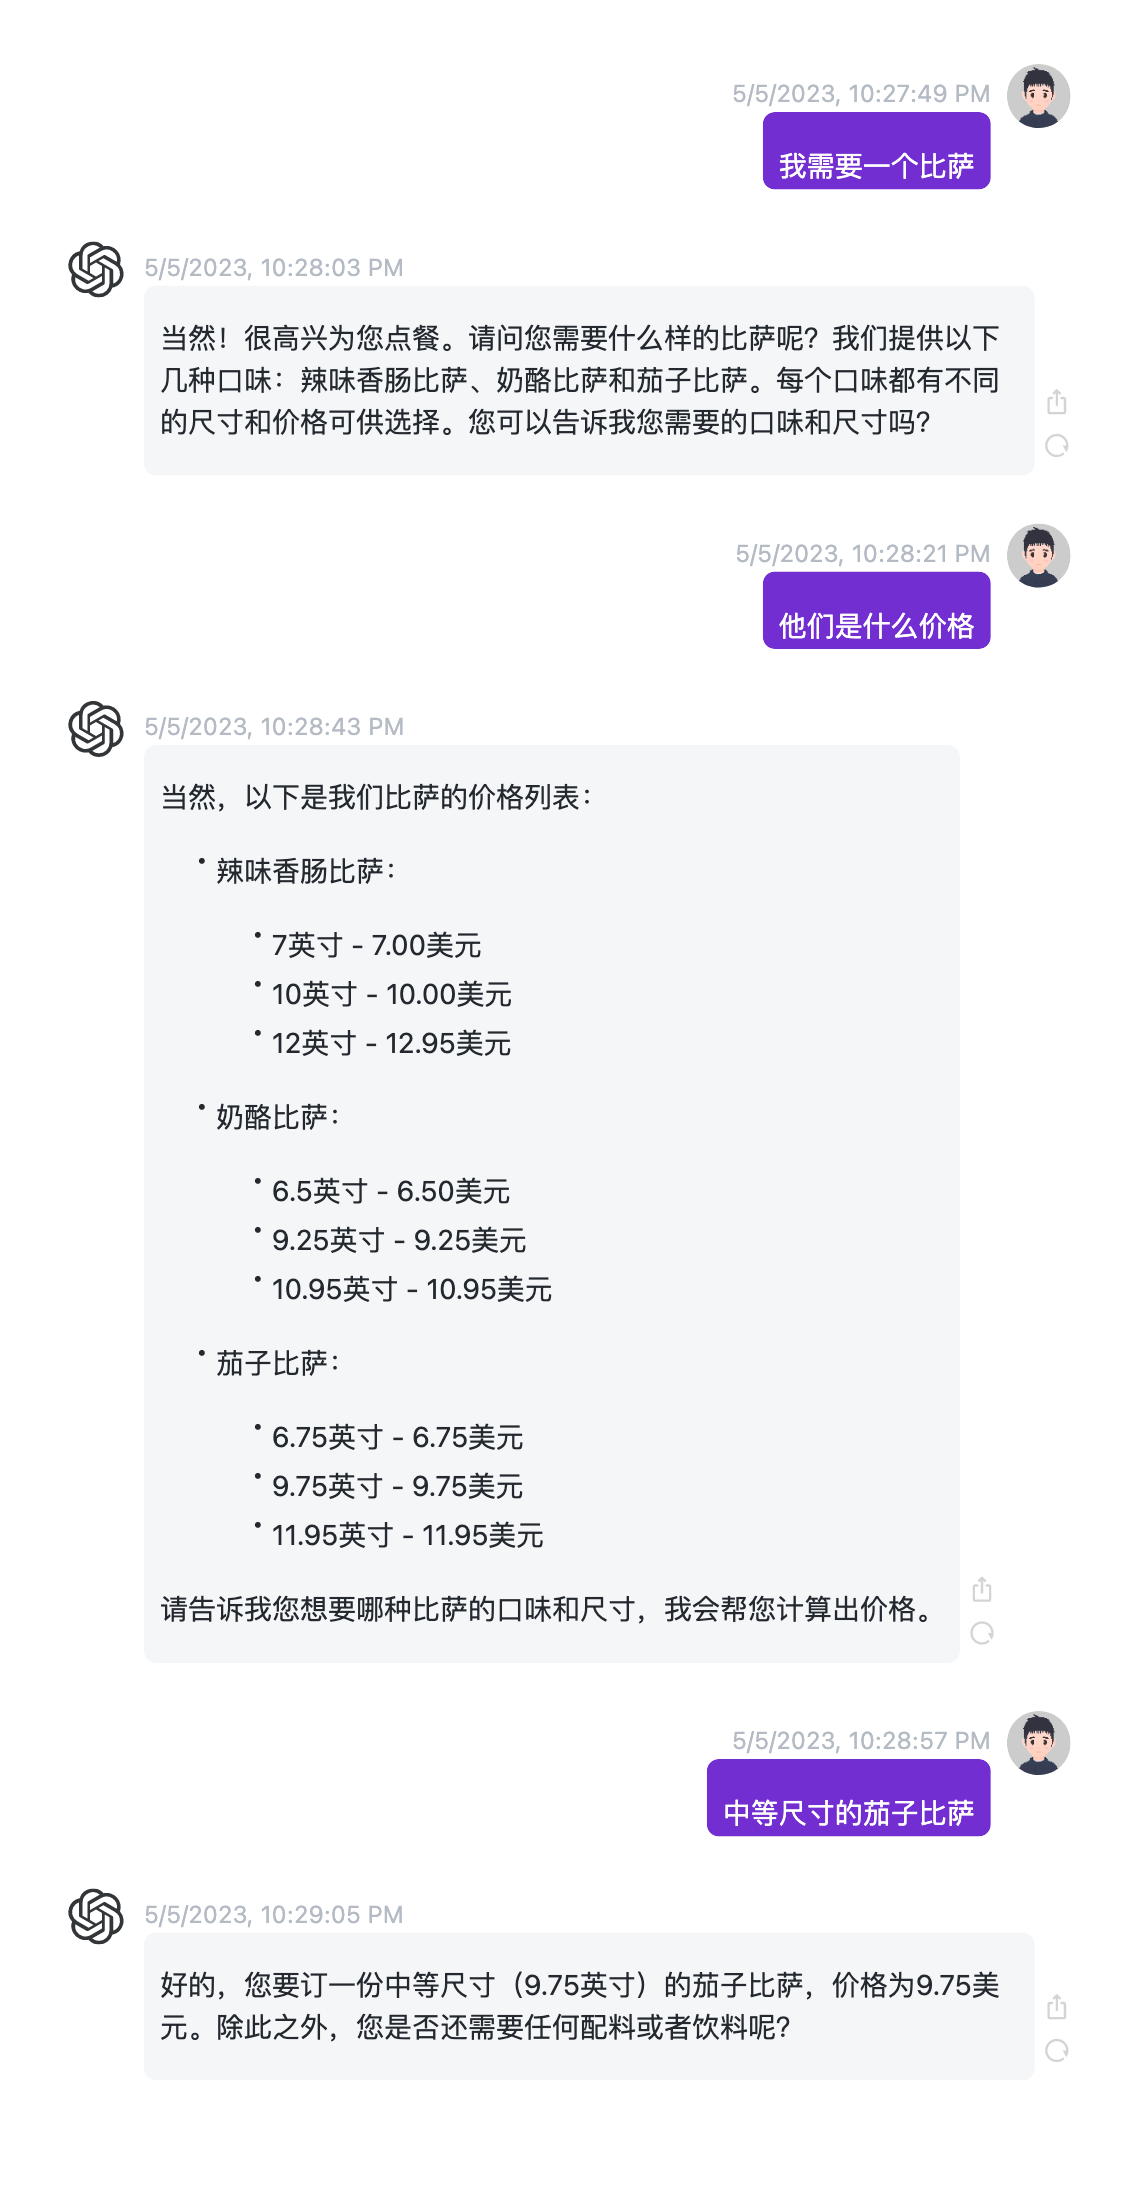 5/5/2023, 10:27:49 PM
我需要一个比萨
5/5/2023, 10:28:03 PM
当然！很高兴为您点餐。请问您需要什么样的比萨呢？我们提供以下
几种口味：辣味香肠比萨、奶酪比萨和茄子比萨。每个口味都有不同
的尺寸和价格可供选择。您可以告诉我您需要的口味和尺寸吗？
5/5/2023, 10:28:21 PM
他们是什么价格
5/5/2023, 10:28:43 PM
当然，以下是我们比萨的价格列表：
• 辣味香肠比萨：
• 7英寸 - 7.00美元
• 10英寸 - 10.00美元
• 12英寸 - 12.95美元
• 奶酪比萨：
• 6.5英寸 - 6.50美元
• 9.25英寸 - 9.25美元
• 10.95英寸 - 10.95美元
• 茄子比萨：
• 6.75英寸 - 6.75美元
• 9.75英寸 - 9.75美元
• 11.95英寸 - 11.95美元
请告诉我您想要哪种比萨的口味和尺寸，我会帮您计算出价格。
5/5/2023, 10:28:57 PM
中等尺寸的茄子比萨
5/5/2023, 10:29:05 PM
好的，您要订一份中等尺寸（9.75英寸）的茄子比萨，价格为9.75美
元。除此之外，您是否还需要任何配料或者饮料呢？